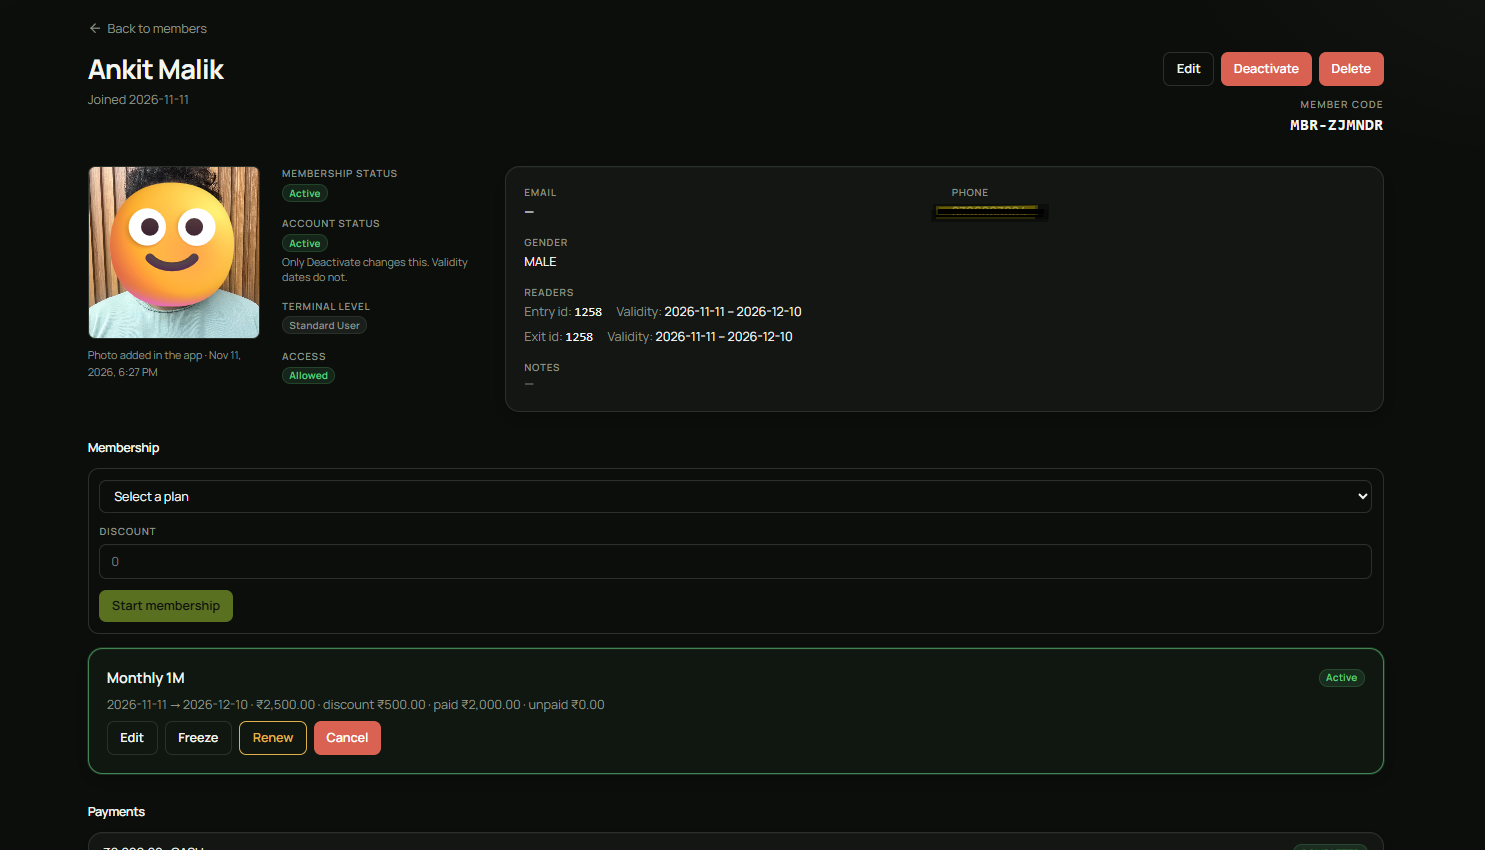 ← Back to members
Ankit Malik
Joined 2026-11-11
Edit
Deactivate
Delete
MEMBER CODE
MBR-ZJMNDR
Photo added in the app · Nov 11,
2026, 6:27 PM
MEMBERSHIP STATUS
Active
ACCOUNT STATUS
Active
Only Deactivate changes this. Validity
dates do not.
TERMINAL LEVEL
Standard User
ACCESS
Allowed
EMAIL
—
PHONE
GENDER
MALE
READERS
Entry id: 1258 Validity: 2026-11-11 – 2026-12-10
Exit id: 1258 Validity: 2026-11-11 – 2026-12-10
NOTES
—
Membership
Select a plan
DISCOUNT
0
Start membership
Monthly 1M
Active
2026-11-11 → 2026-12-10 · ₹2,500.00 · discount ₹500.00 · paid ₹2,000.00 · unpaid ₹0.00
Edit
Freeze
Renew
Cancel
Payments